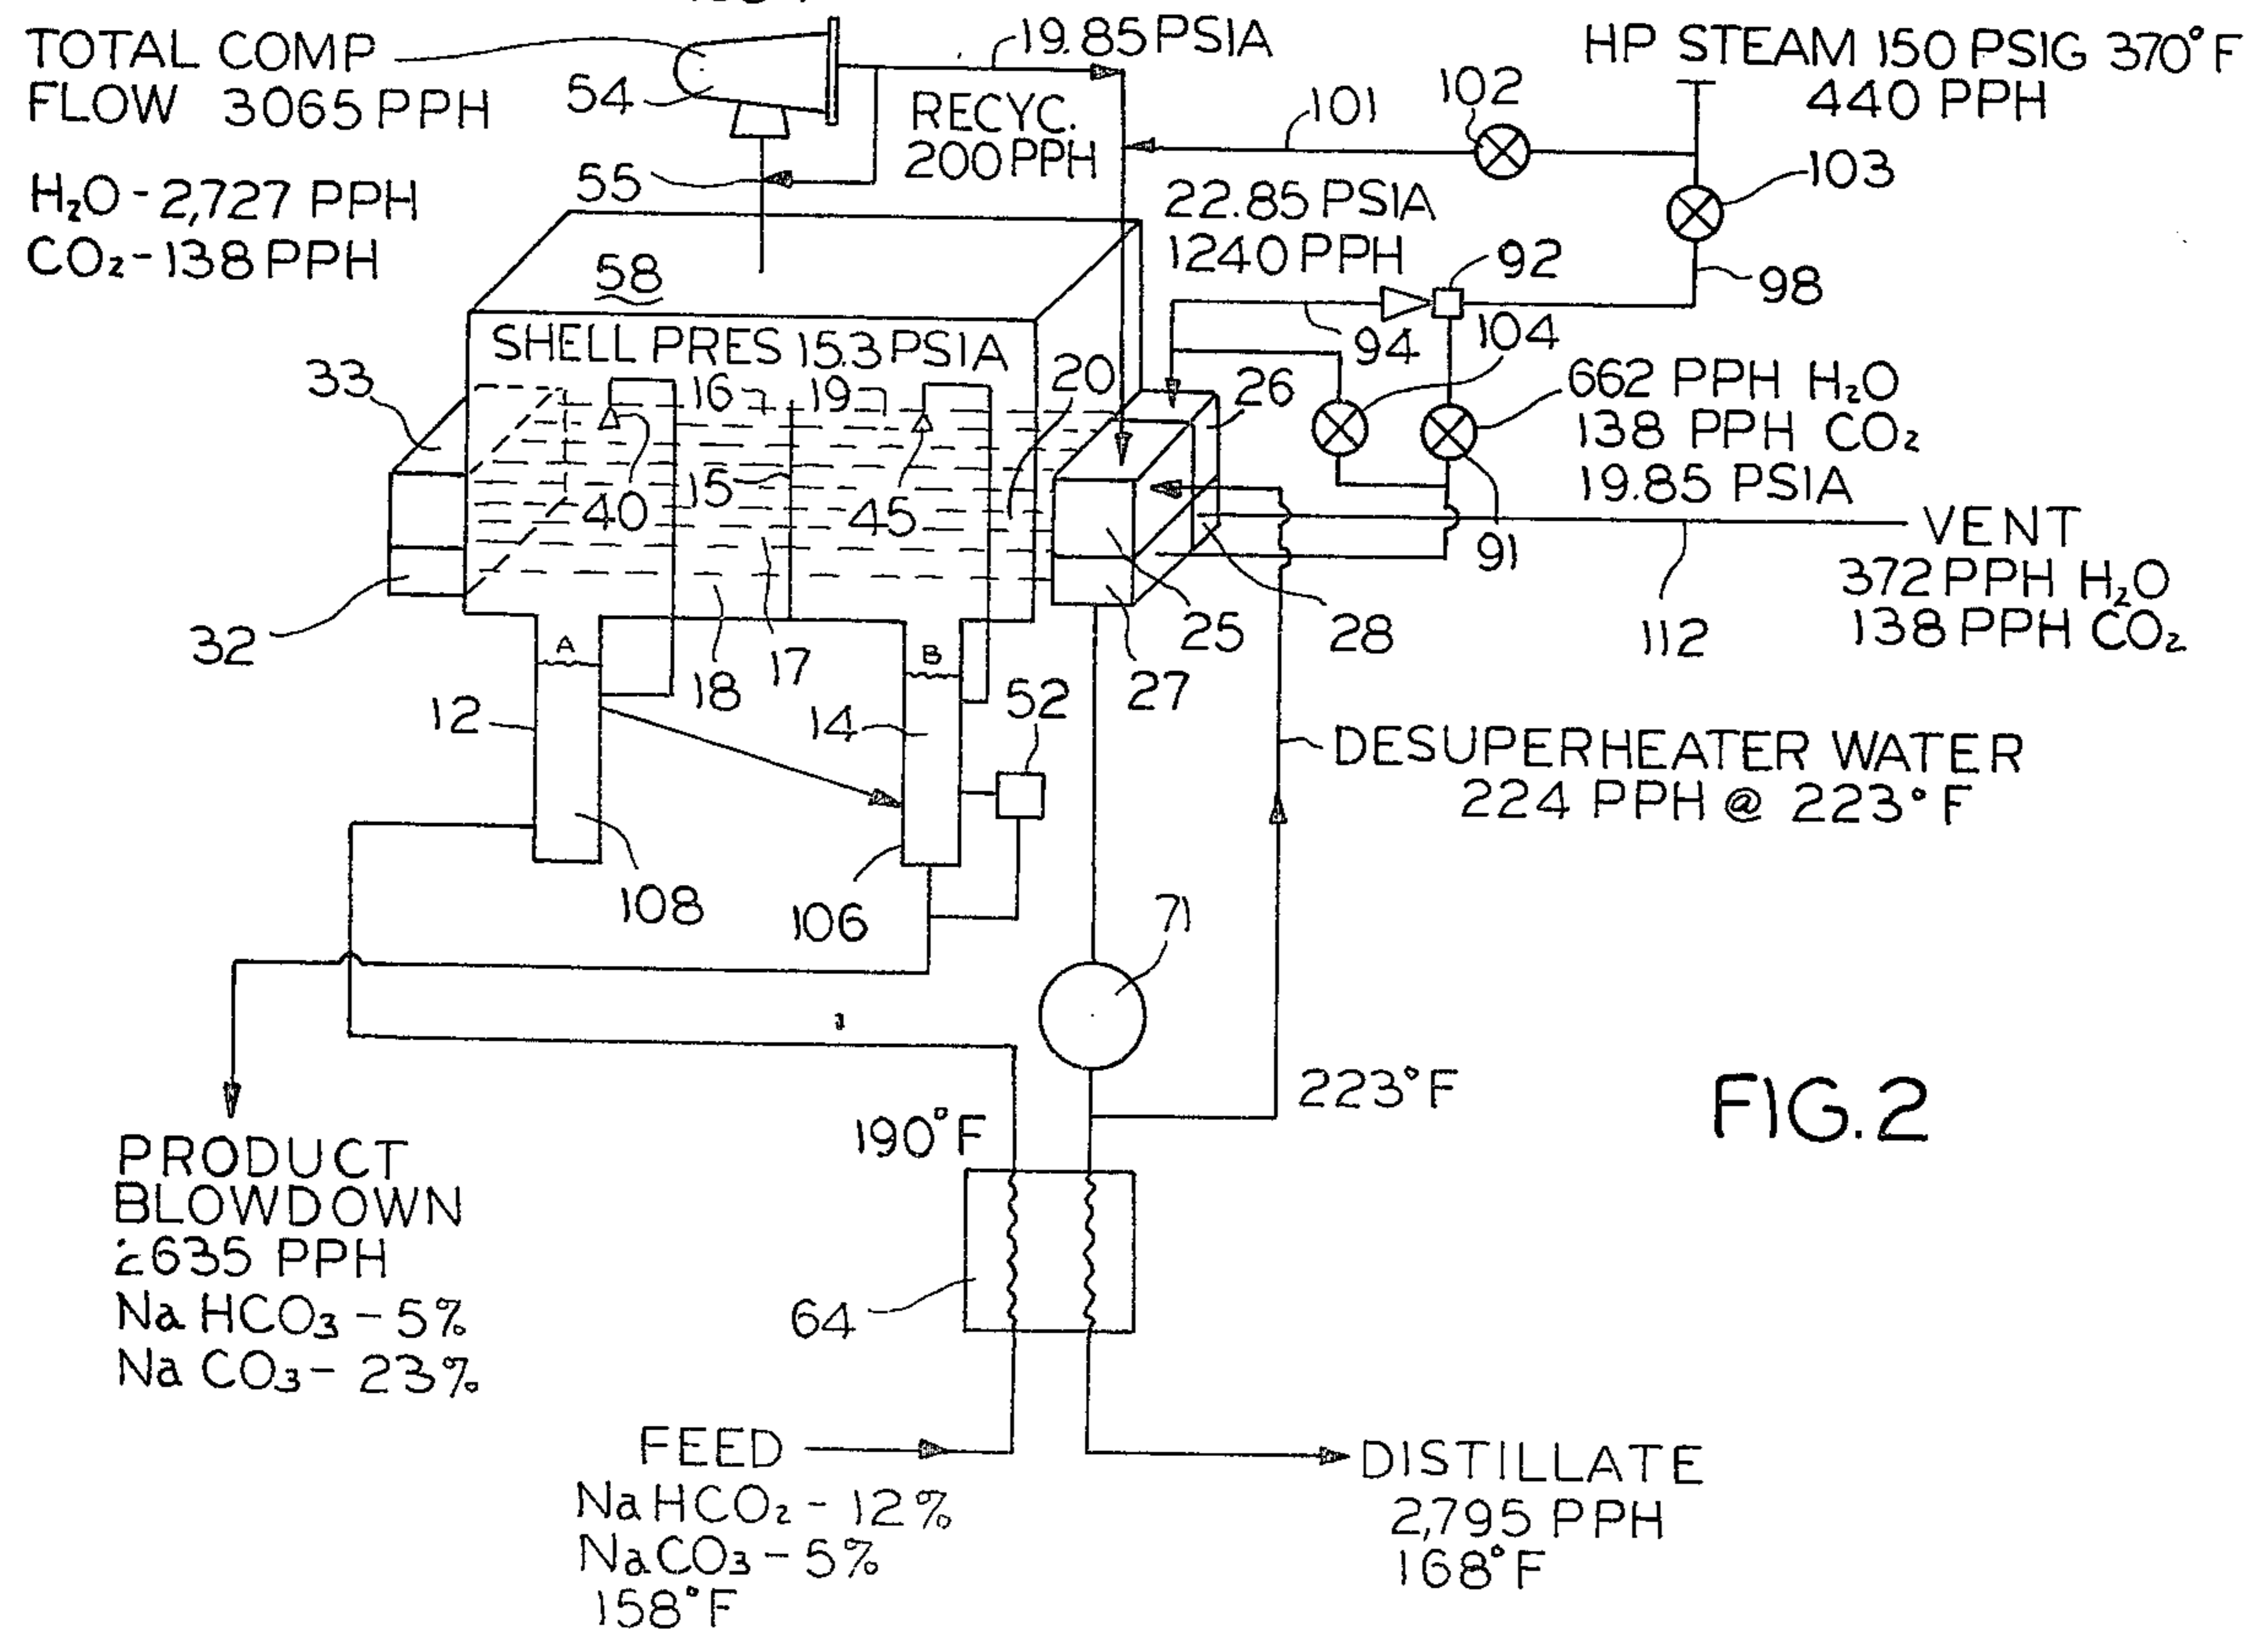 TOTAL COMP
FLOW 3065 PPH
H₂O - 2,727 PPH
CO₂ - 138 PPH
54
55
19.85 PSIA
RECYC.
200 PPH
HP STEAM 150 PSIG 370°F
440 PPH
101
102
103
22.85 PSIA
1240 PPH
92
98
94
104
58
SHELL PRES 15.3 PSIA
33
16
19
20
26
662 PPH H₂O
138 PPH CO₂
19.85 PSIA
40
15
45
91
VENT
372 PPH H₂O
138 PPH CO₂
112
32
A
B
18
17
25
28
27
12
14
52
DESUPERHEATER WATER
224 PPH @ 223°F
108
106
71
223°F
190°F
FIG.2
PRODUCT
BLOWDOWN
2635 PPH
Na HCO₃ - 5%
Na CO₃ - 23%
64
FEED
Na HCO₂ - 12%
NaCO₃ - 5%
158°F
DISTILLATE
2,795 PPH
168°F